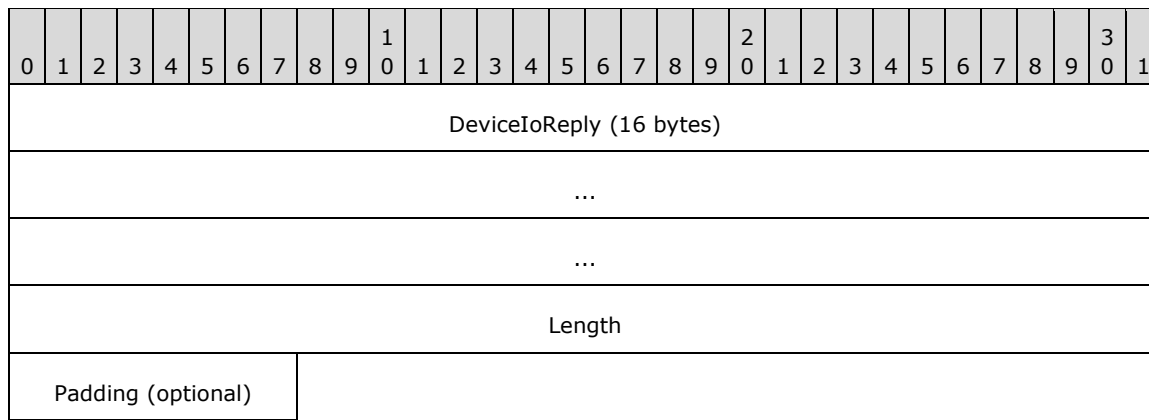 1 2 3
0 1 2 3 4 5 6 7 8 9 0 1 2 3 4 5 6 7 8 9 0 1 2 3 4 5 6 7 8 9 0 1
DeviceIoReply (16 bytes)
...
...
Length
Padding (optional)